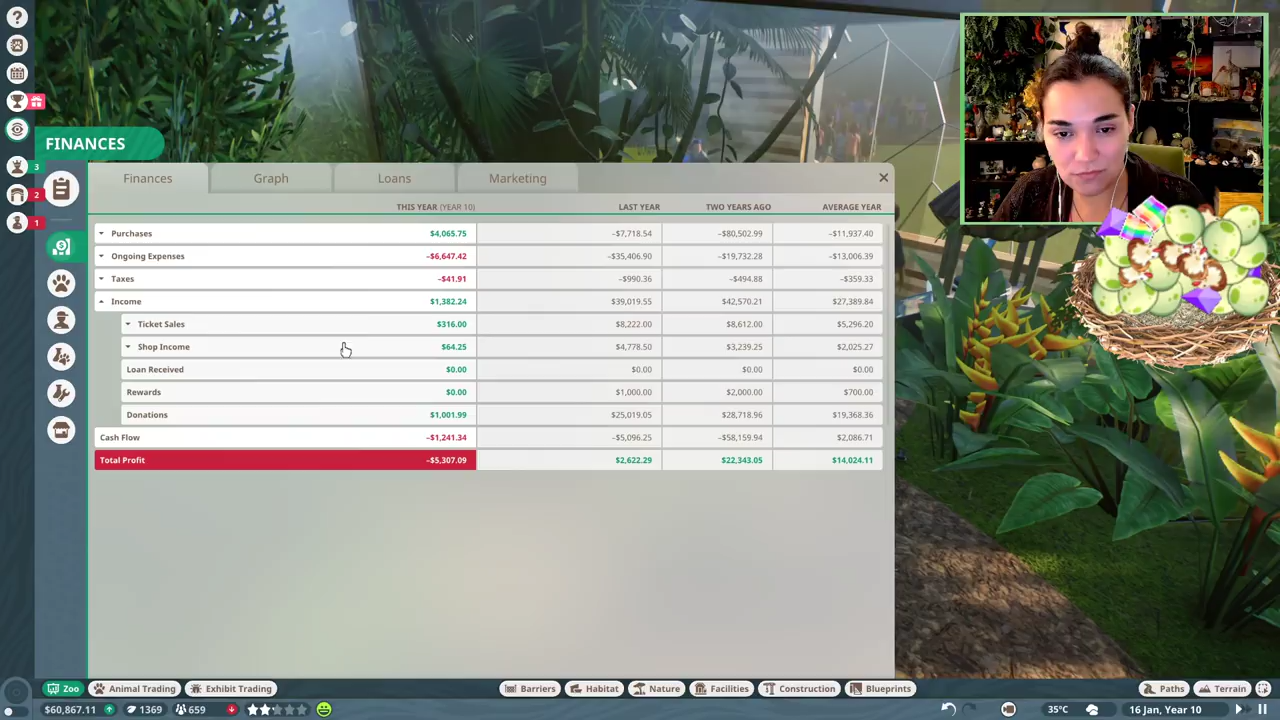 ?
FINANCES
3
2
1
Finances Graph Loans Marketing
THIS YEAR (YEAR 10) LAST YEAR TWO YEARS AGO AVERAGE YEAR
Purchases $4,065.75 -$7,718.54 -$80,502.99 -$11,937.40
Ongoing Expenses -$6,647.42 -$35,406.90 -$19,732.28 -$13,006.39
Taxes -$41.91 -$990.36 -$494.88 -$359.33
Income $1,382.24 $39,019.55 $42,570.21 $27,389.84
Ticket Sales $316.00 $8,222.00 $8,612.00 $5,296.20
Shop Income $64.25 $4,778.50 $3,239.25 $2,025.27
Loan Received $0.00 $0.00 $0.00 $0.00
Rewards $0.00 $1,000.00 $2,000.00 $700.00
Donations $1,001.99 $25,019.05 $28,718.96 $19,368.36
Cash Flow -$1,241.34 -$5,096.25 -$58,159.94 $2,086.71
Total Profit -$5,307.09 $2,622.29 $22,343.05 $14,024.11
Zoo Animal Trading Exhibit Trading Barriers Habitat Nature Facilities Construction Blueprints Paths Terrain
$60,867.11 1369 659 35°C 16 Jan, Year 10